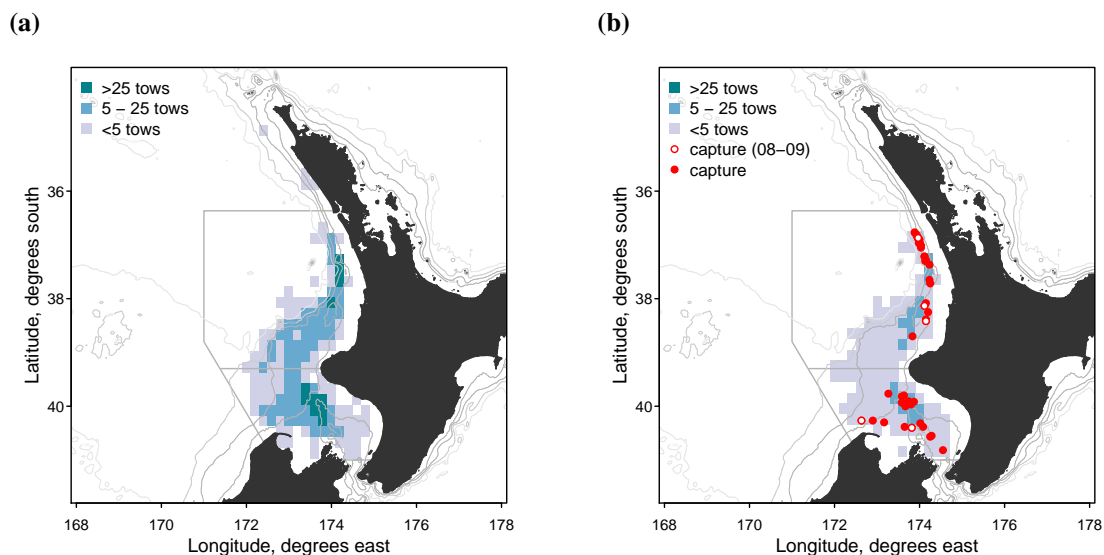 (a)
>25 tows
5 − 25 tows
<5 tows
36
38
40
Latitude, degrees south
168
170
172
174
176
178
Longitude, degrees east
(b)
>25 tows
5 − 25 tows
<5 tows
capture (08−09)
capture
36
38
40
Latitude, degrees south
168
170
172
174
176
178
Longitude, degrees east